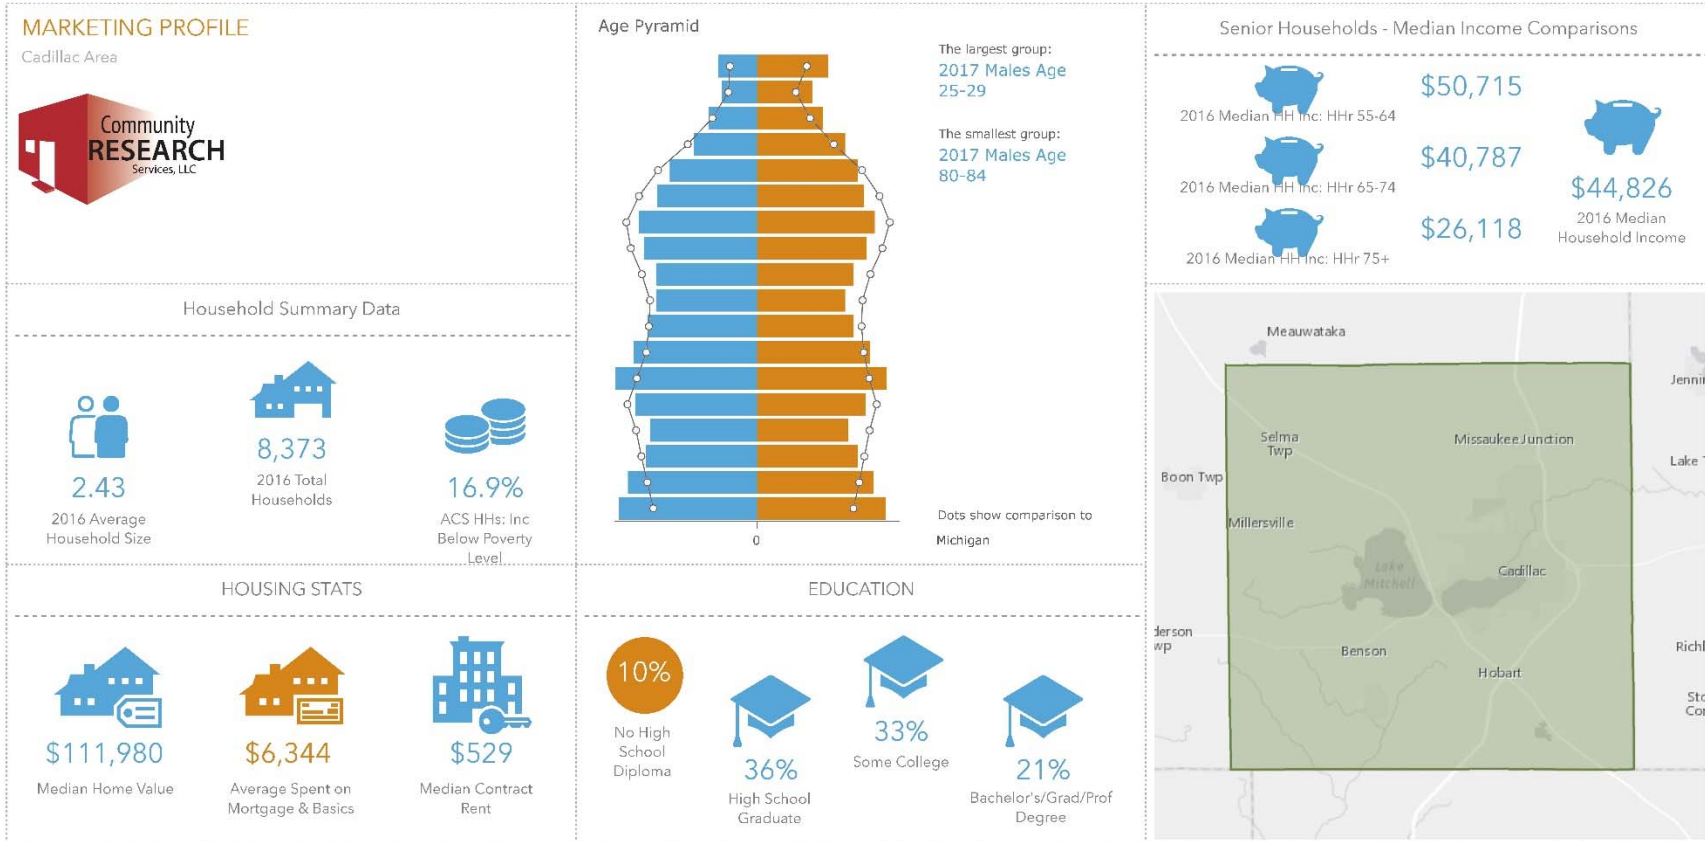 MARKETING PROFILE
Cadillac Area
Community
RESEARCH
Services, LLC
Household Summary Data
2.43
2016 Average
Household Size
8,373
2016 Total
Households
16.9%
ACS HHs: Inc
Below Poverty
Level
HOUSING STATS
$111,980
Median Home Value
$6,344
Average Spent on
Mortgage & Basics
$529
Median Contract
Rent
Age Pyramid
The largest group:
2017 Males Age
25-29
The smallest group:
2017 Males Age
80-84
Dots show comparison to
Michigan
0
EDUCATION
10%
No High
School
Diploma
36%
High School
Graduate
33%
Some College
21%
Bachelor's/Grad/Prof
Degree
Senior Households - Median Income Comparisons
$50,715
2016 Median HH Inc: HHr 55-64
$40,787
2016 Median HH Inc: HHr 65-74
$26,118
2016 Median HH Inc: HHr 75+
$44,826
2016 Median
Household Income
Meauwataka
Jennin
Selma
Twp
Missaukee Junction
Lake
Boon Twp
Millersville
Lake
Mitchell
Cadillac
derson
wp
Benson
Hobart
Richl
Sto
Cor